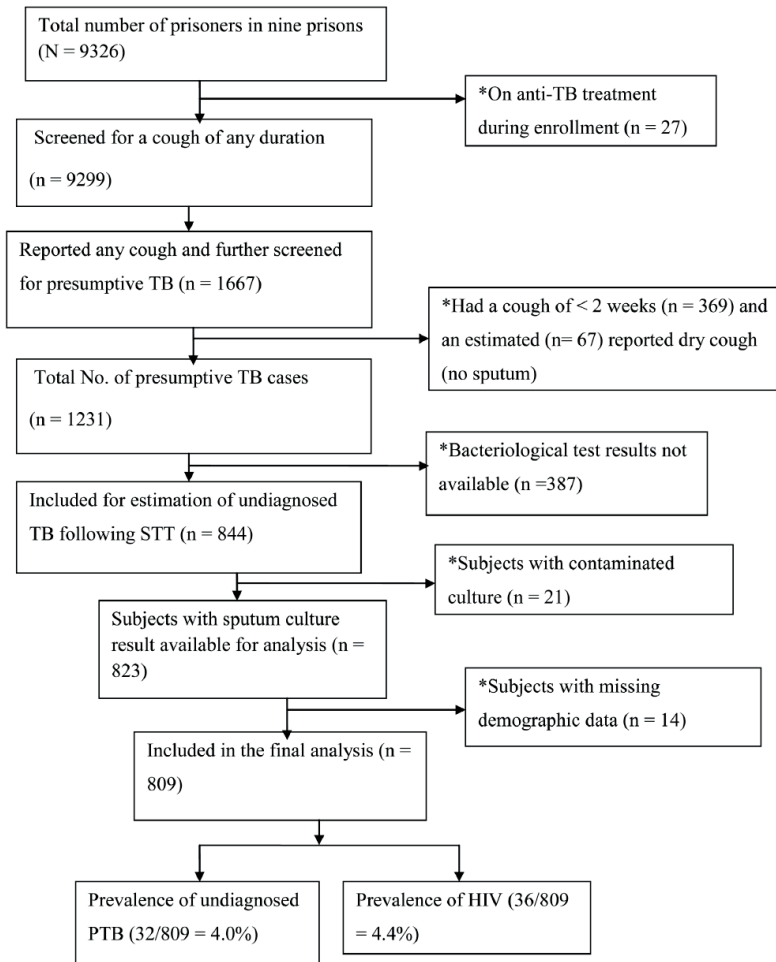 Total number of prisoners in nine prisons
(N = 9326)
*On anti-TB treatment
during enrollment (n = 27)
Screened for a cough of any duration
(n = 9299)
Reported any cough and further screened
for presumptive TB (n = 1667)
*Had a cough of < 2 weeks (n = 369) and
an estimated (n= 67) reported dry cough
(no sputum)
Total No. of presumptive TB cases
(n = 1231)
*Bacteriological test results not
available (n =387)
Included for estimation of undiagnosed
TB following STT (n = 844)
*Subjects with contaminated
culture (n = 21)
Subjects with sputum culture
result available for analysis (n =
823)
*Subjects with missing
demographic data (n = 14)
Included in the final analysis (n =
809)
Prevalence of undiagnosed
PTB (32/809 = 4.0%)
Prevalence of HIV (36/809
= 4.4%)